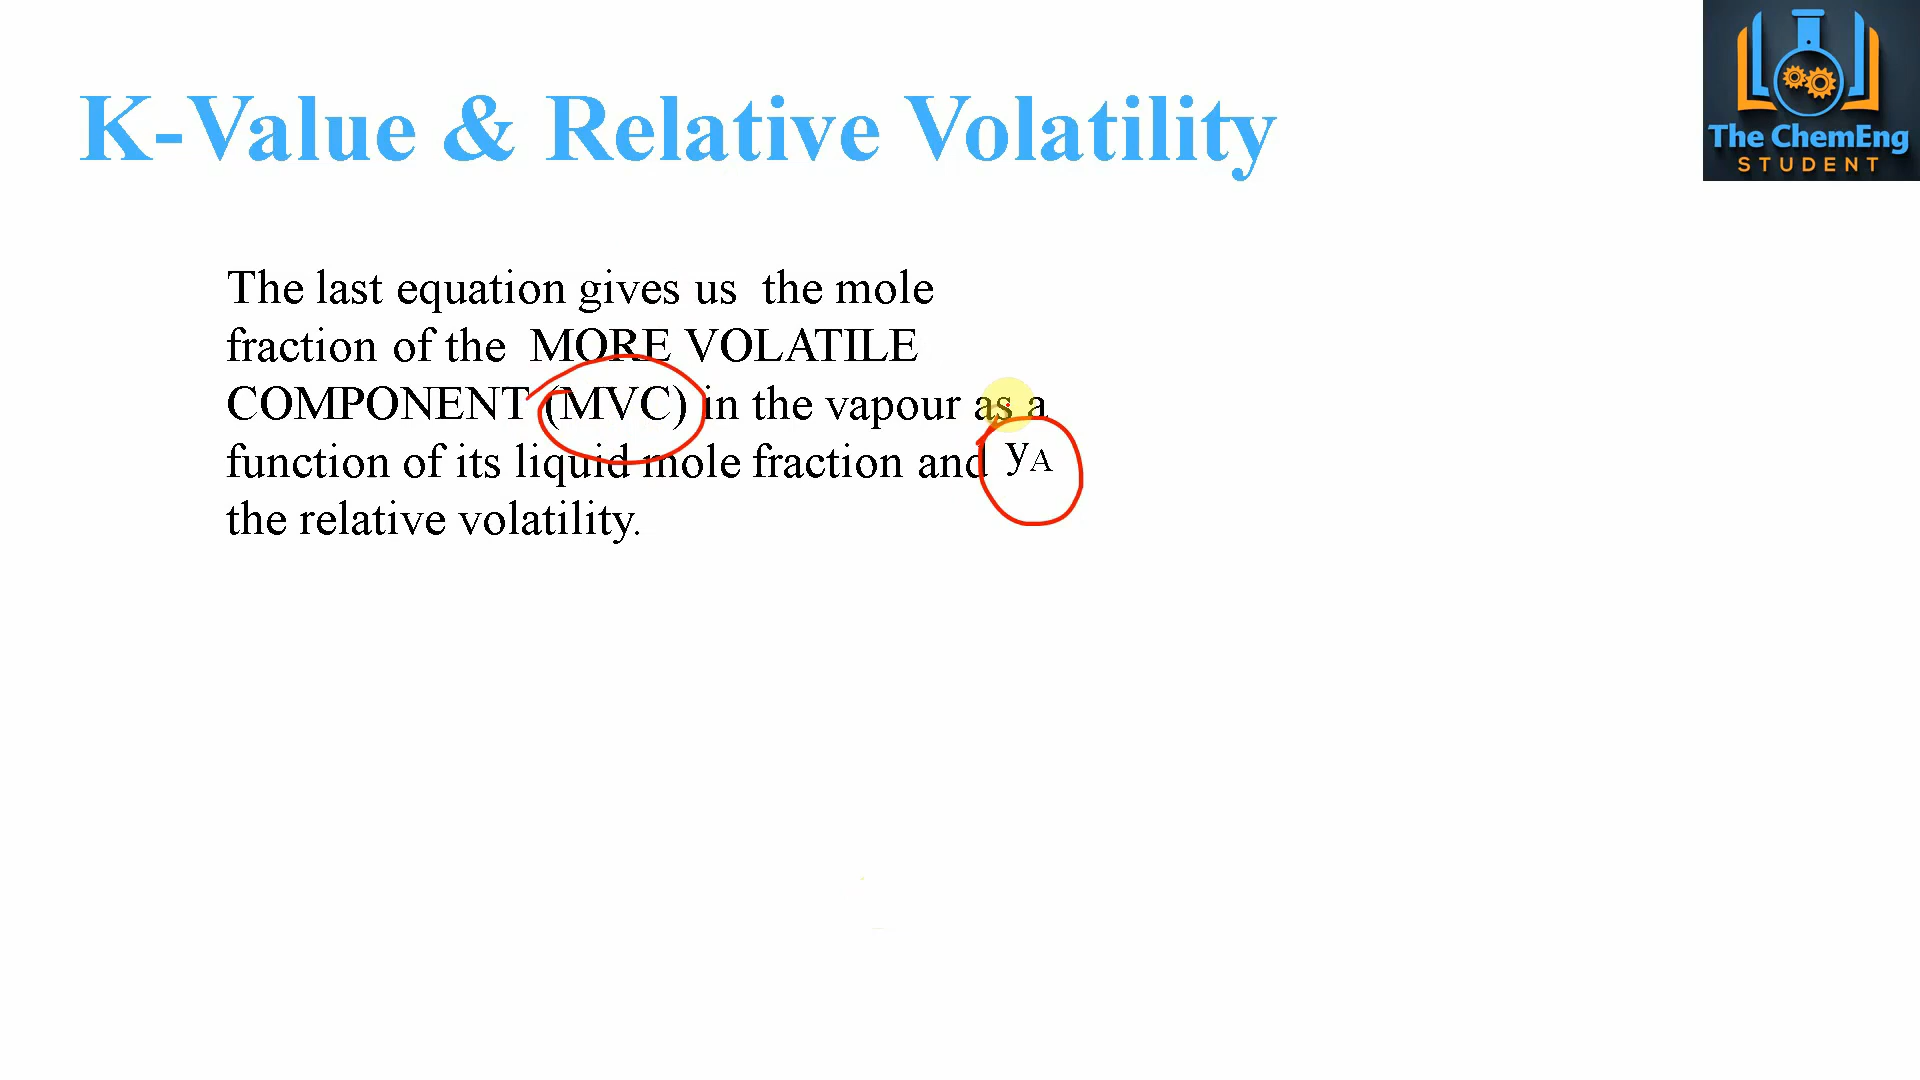 K-Value & Relative Volatility
The ChemEng
STUDENT
The last equation gives us the mole
fraction of the MORE VOLATILE
COMPONENT (MVC) in the vapour as a
function of its liquid mole fraction and yA
the relative volatility.